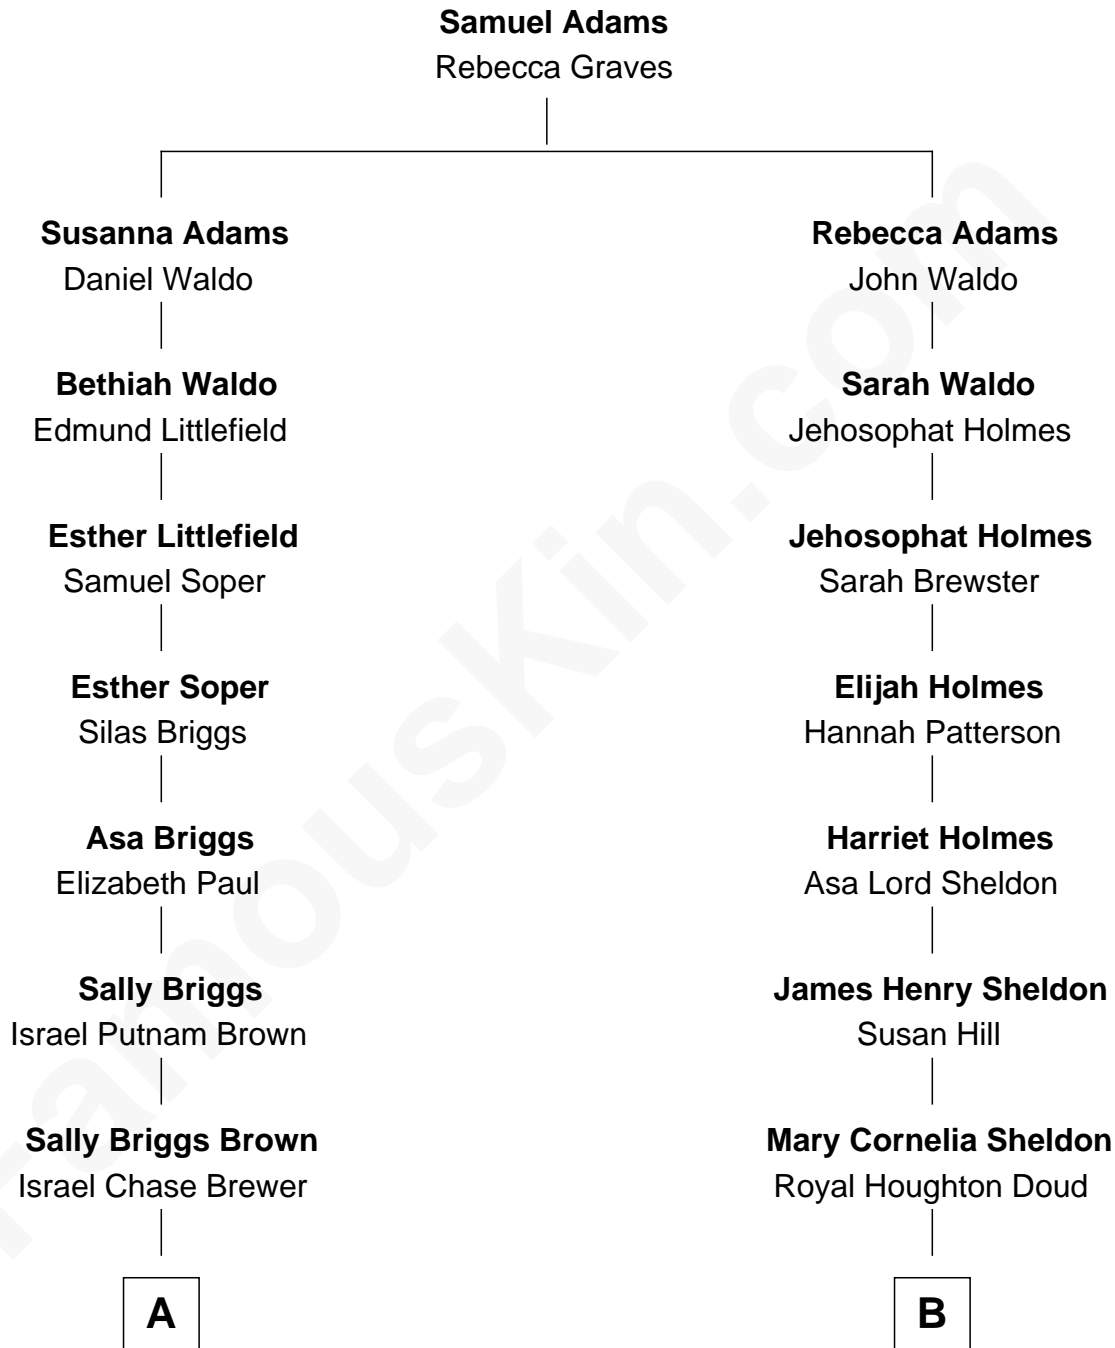 Samuel Adams
Rebecca Graves
Susanna Adams
Daniel Waldo
Rebecca Adams
John Waldo
Bethiah Waldo
Edmund Littlefield
Sarah Waldo
Jehosophat Holmes
Esther Littlefield
Samuel Soper
Jehosophat Holmes
Sarah Brewster
Esther Soper
Silas Briggs
Elijah Holmes
Hannah Patterson
Asa Briggs
Elizabeth Paul
Harriet Holmes
Asa Lord Sheldon
Sally Briggs
Israel Putnam Brown
James Henry Sheldon
Susan Hill
Sally Briggs Brown
Israel Chase Brewer
Mary Cornelia Sheldon
Royal Houghton Doud
A
B
FamousKin.com